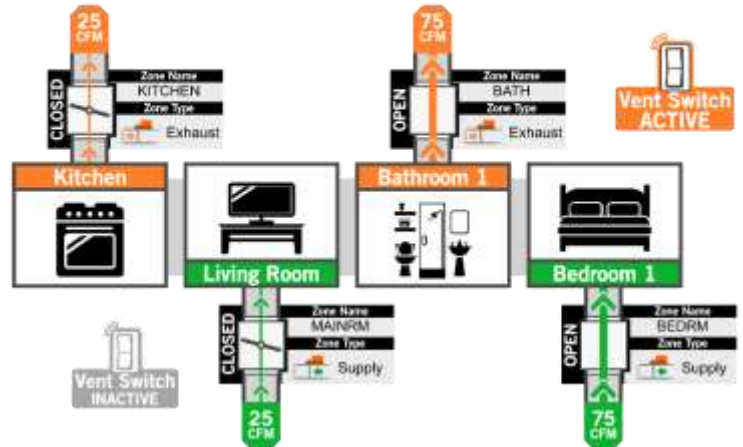 25
CFM
CLOSED
Zone Name
KITCHEN
Zone Type
Exhaust
75
CFM
OPEN
Zone Name
BATH
Zone Type
Exhaust
Vent Switch
ACTIVE
Kitchen
Bathroom 1
Living Room
Bedroom 1
Vent Switch
INACTIVE
CLOSED
Zone Name
MAINRM
Zone Type
Supply
25
CFM
OPEN
Zone Name
BEDRM
Zone Type
Supply
75
CFM